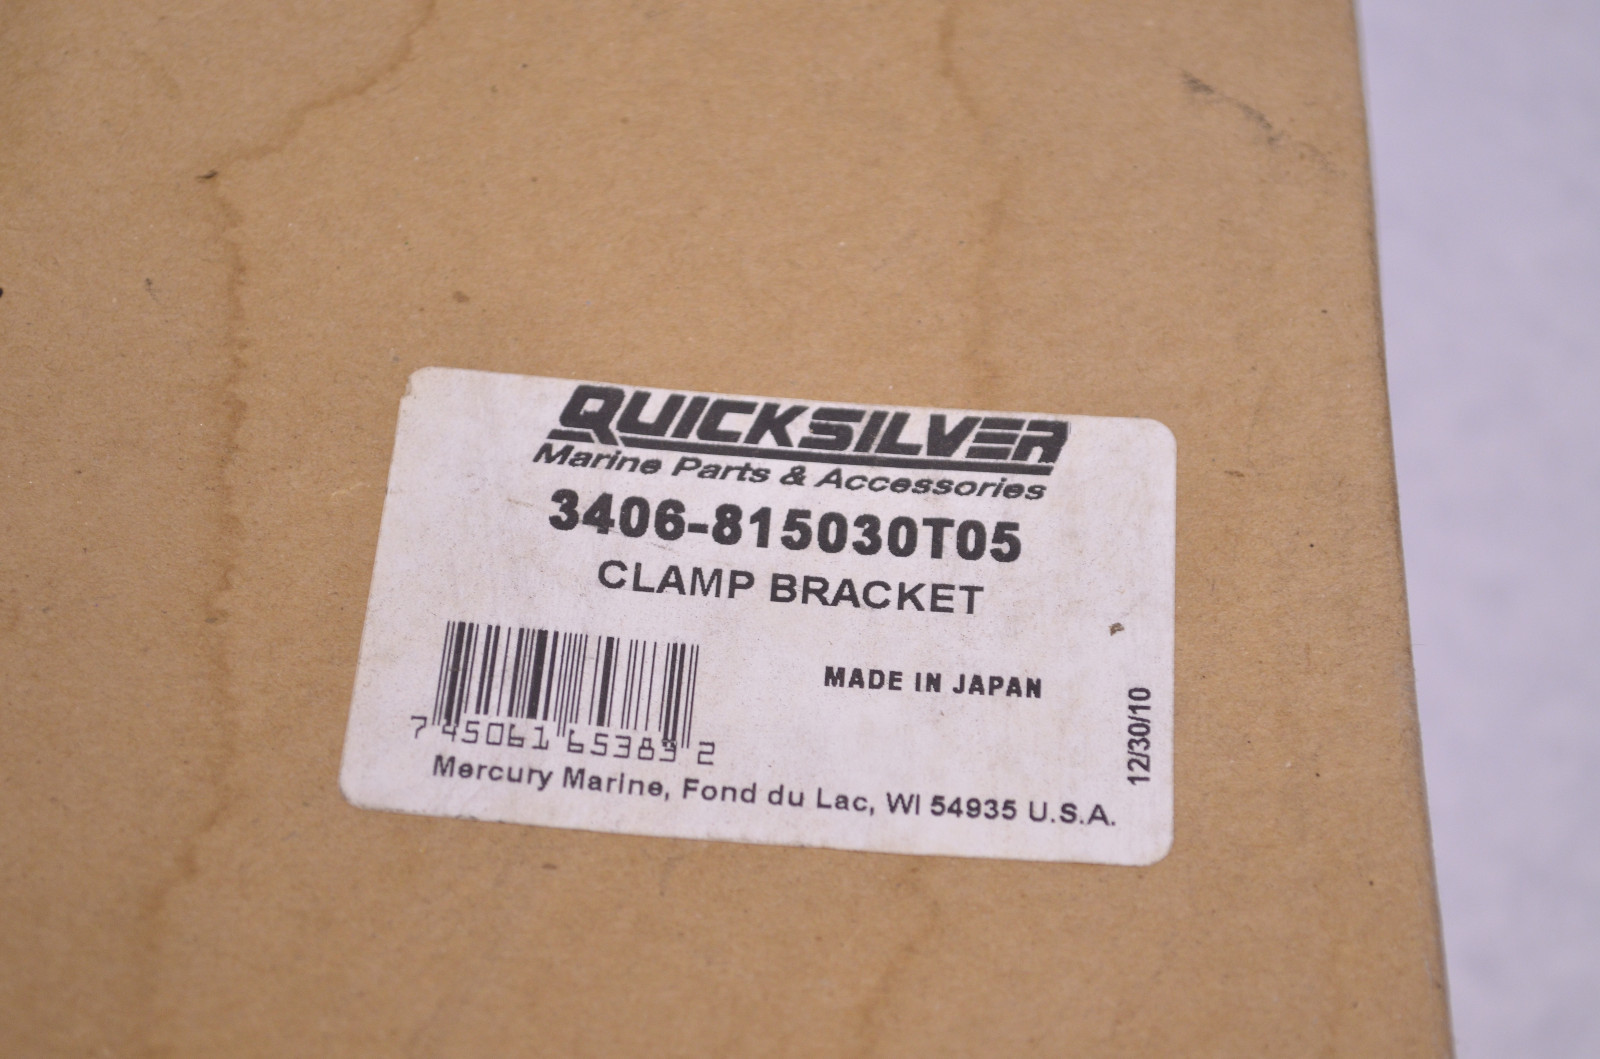 QUICKSILVER
Marine Parts & Accessories
3406-815030T05
CLAMP BRACKET
MADE IN JAPAN
7 45061 65383 2
12/30/10
Mercury Marine, Fond du Lac, WI 54935 U.S.A.